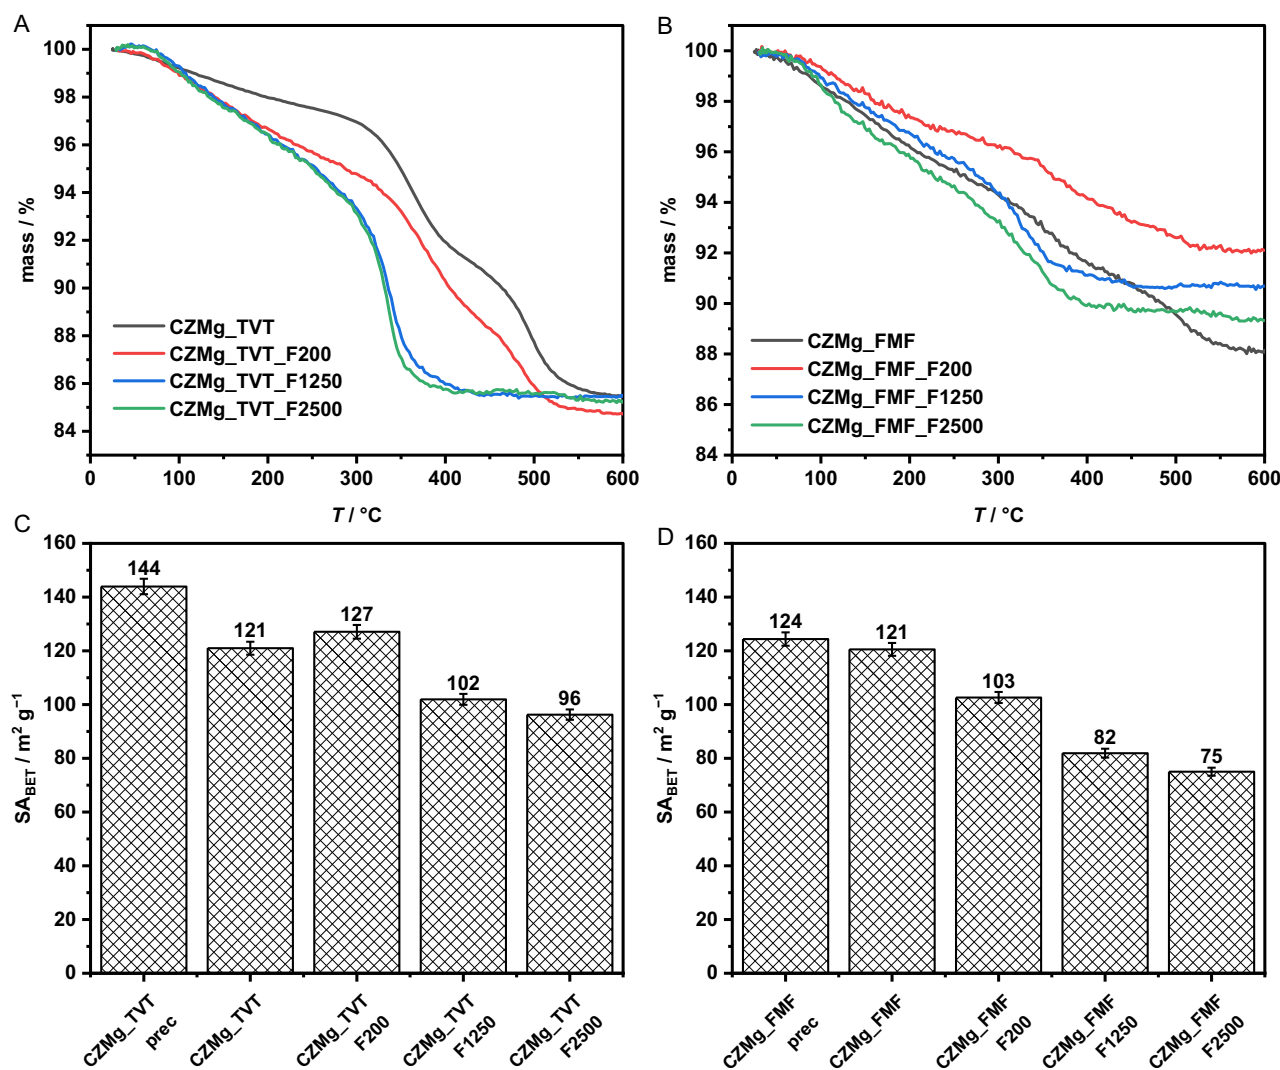 A
100
98
96
94
92
90
88
86
84
mass / %
CZMg_TVT
CZMg_TVT_F200
CZMg_TVT_F1250
CZMg_TVT_F2500
0
100
200
300
400
500
600
T / °C
B
100
98
96
94
92
90
88
86
84
mass / %
CZMg_FMF
CZMg_FMF_F200
CZMg_FMF_F1250
CZMg_FMF_F2500
0
100
200
300
400
500
600
T / °C
C
160
140
120
100
80
60
40
20
0
SA_BET / m² g⁻¹
144
121
127
102
96
CZMg_TVT
prec
CZMg_TVT
CZMg_TVT
F200
CZMg_TVT
F1250
CZMg_TVT
F2500
D
160
140
120
100
80
60
40
20
0
SA_BET / m² g⁻¹
124
121
103
82
75
CZMg_FMF
prec
CZMg_FMF
CZMg_FMF
F200
CZMg_FMF
F1250
CZMg_FMF
F2500